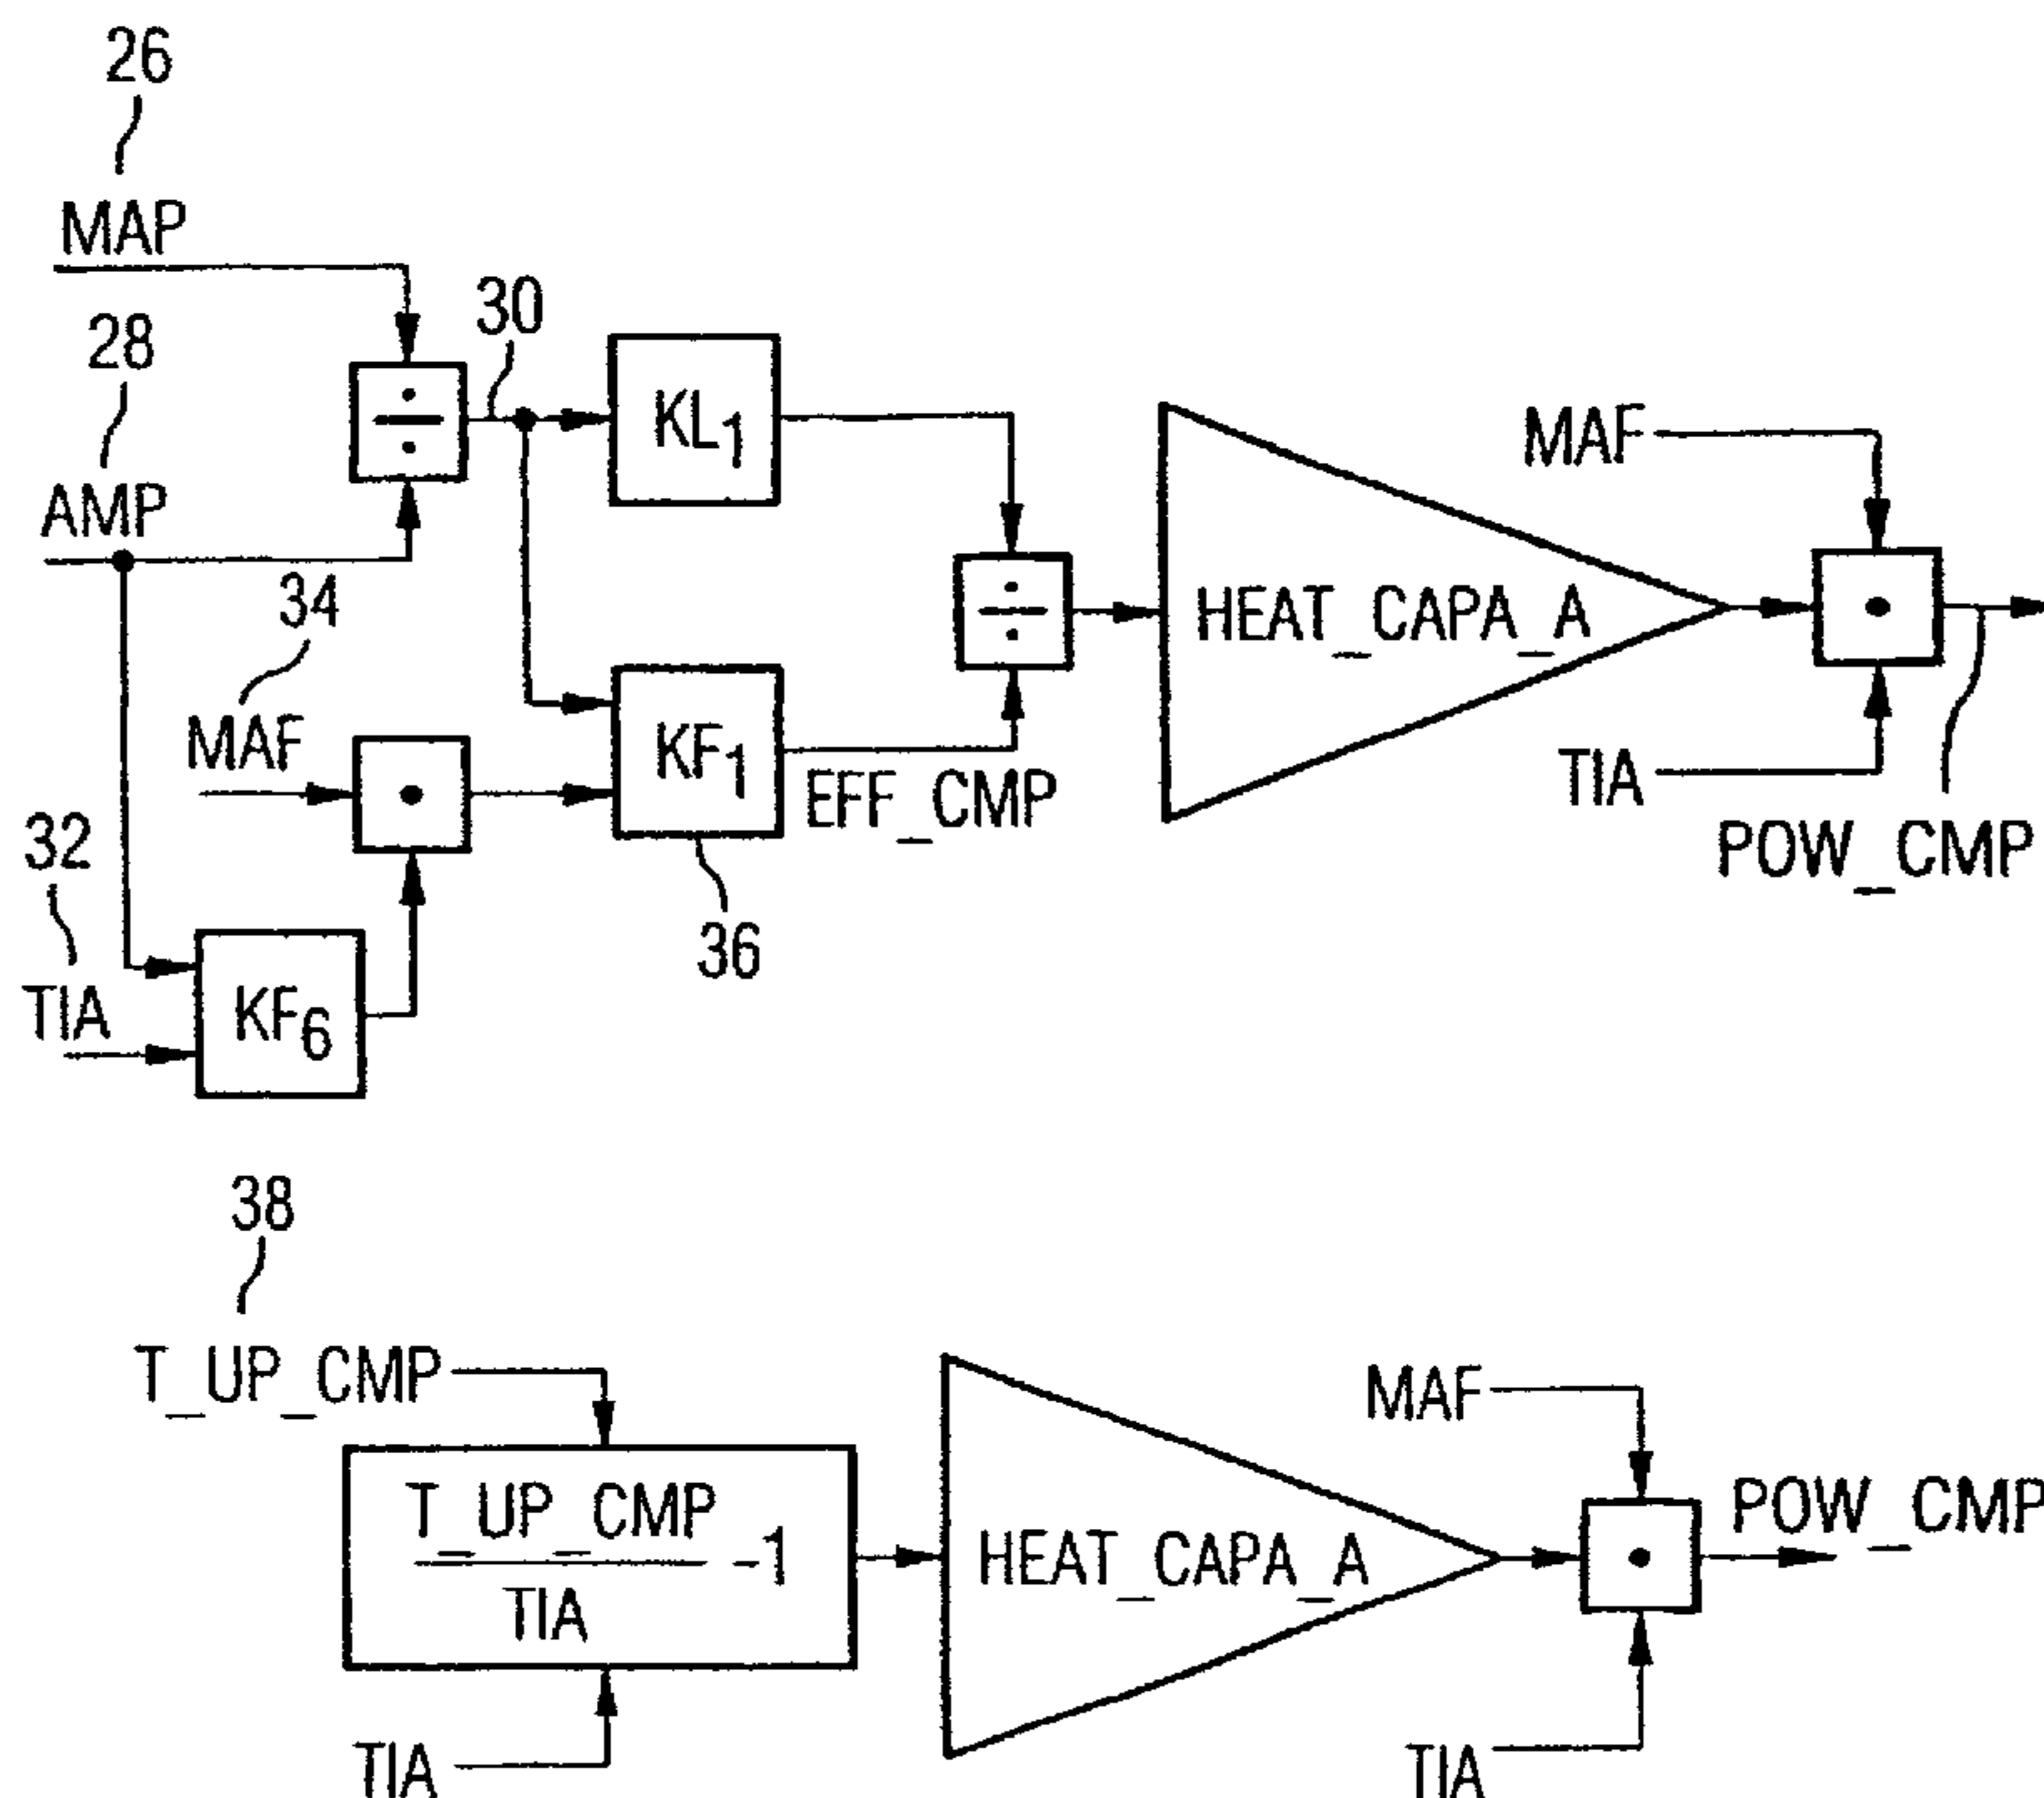 26
MAP
28
30
KL1
AMP
34
MAF
MAF
HEAT_CAPA_A
KF1
EFF_CMP
TIA
POW_CMP
32
36
TIA
KF6
38
T_UP_CMP
MAF
T_UP_CMP
-1
TIA
HEAT_CAPA_A
POW_CMP
TIA
TIA